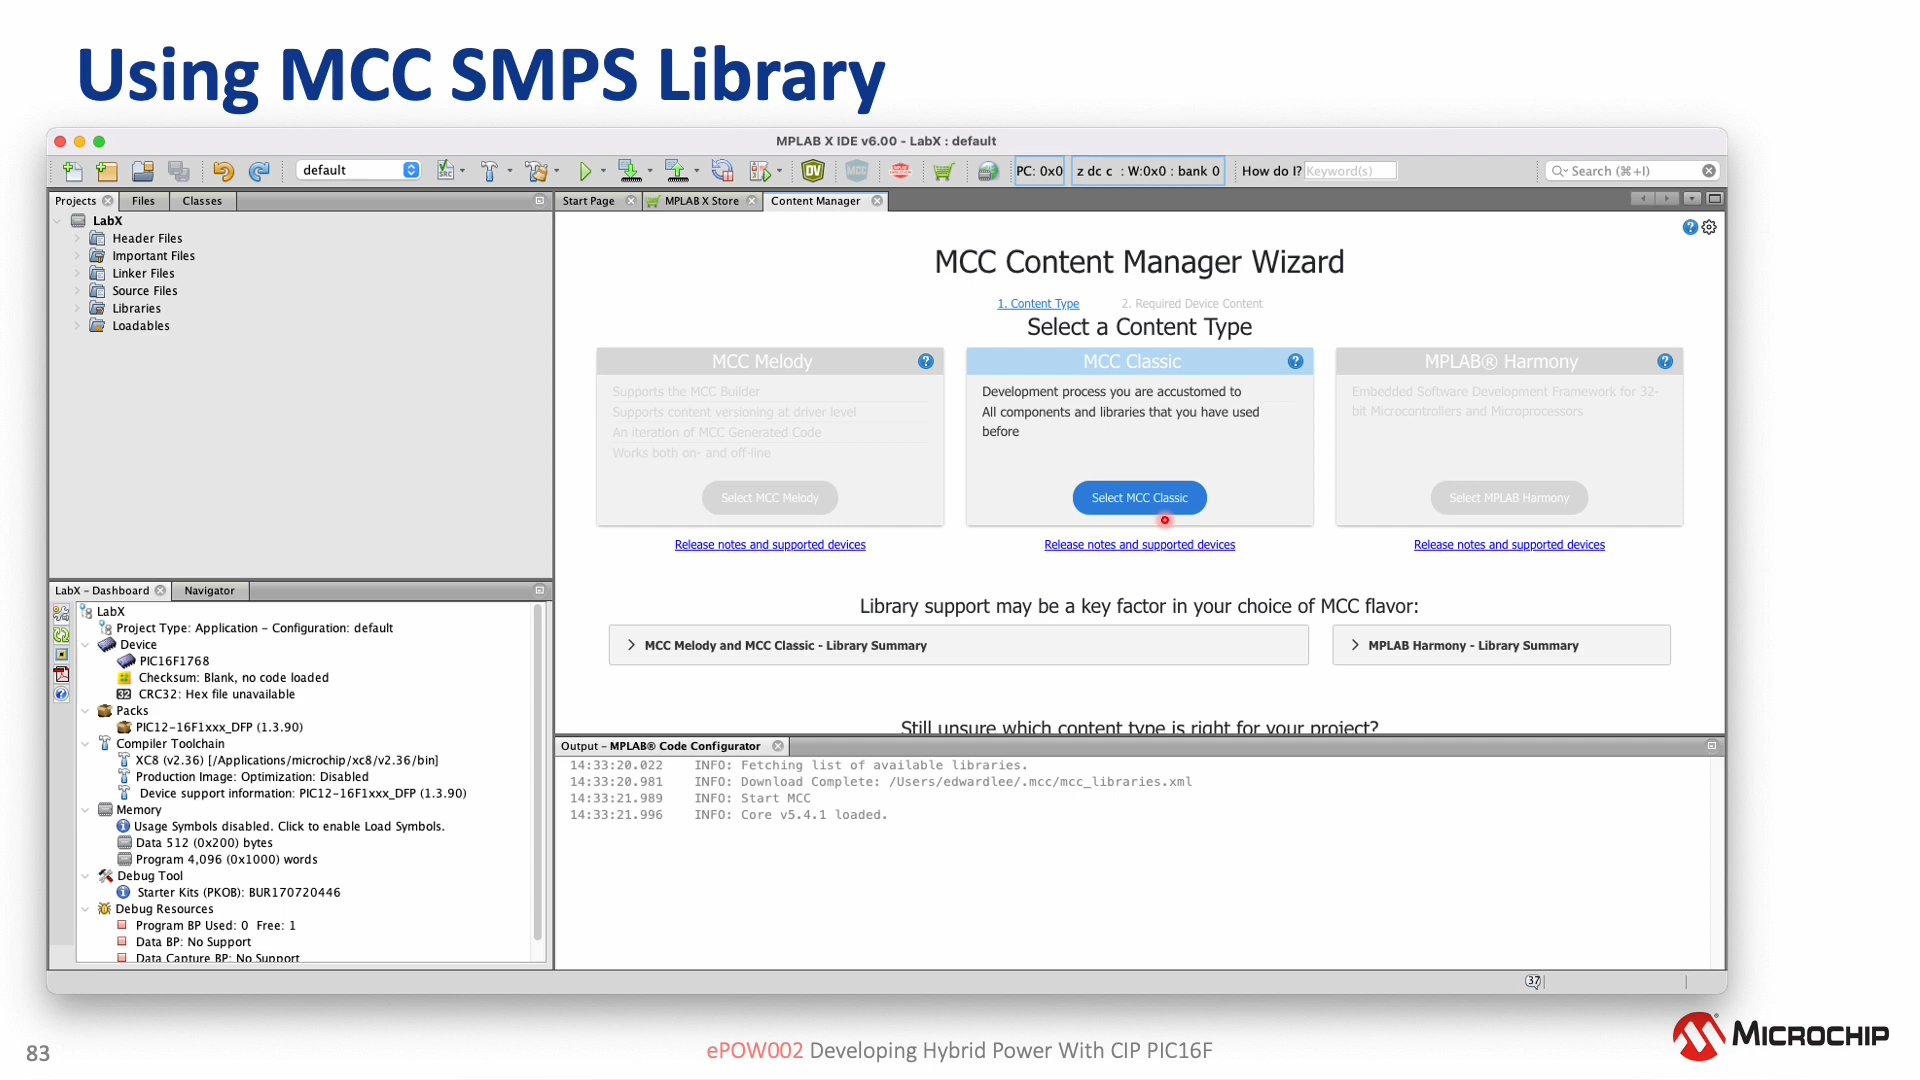 Using MCC SMPS Library
MPLAB X IDE v6.00 - LabX : default
default
PC: 0x0
z dc c : W:0x0 : bank 0
How do I?
Keyword(s)
Search (⌘+I)
Projects
Files
Classes
LabX
Header Files
Important Files
Linker Files
Source Files
Libraries
Loadables
Start Page
MPLAB X Store
Content Manager
MCC Content Manager Wizard
1. Content Type
2. Required Device Content
Select a Content Type
MCC Melody
Supports the MCC Builder
Supports content versioning at driver level
An iteration of MCC Generated Code
Works both on- and off-line
Select MCC Melody
Release notes and supported devices
MCC Classic
Development process you are accustomed to
All components and libraries that you have used
before
Select MCC Classic
Release notes and supported devices
MPLAB® Harmony
Embedded Software Development Framework for 32-
bit Microcontrollers and Microprocessors
Select MPLAB Harmony
Release notes and supported devices
Library support may be a key factor in your choice of MCC flavor:
MCC Melody and MCC Classic - Library Summary
MPLAB Harmony - Library Summary
Still unsure which content type is right for your project?
LabX - Dashboard
Navigator
LabX
Project Type: Application - Configuration: default
Device
PIC16F1768
Checksum: Blank, no code loaded
32 CRC32: Hex file unavailable
Packs
PIC12-16F1xxx_DFP (1.3.90)
Compiler Toolchain
XC8 (v2.36) [/Applications/microchip/xc8/v2.36/bin]
Production Image: Optimization: Disabled
Device support information: PIC12-16F1xxx_DFP (1.3.90)
Memory
Usage Symbols disabled. Click to enable Load Symbols.
Data 512 (0x200) bytes
Program 4,096 (0x1000) words
Debug Tool
Starter Kits (PKOB): BUR170720446
Debug Resources
Program BP Used: 0 Free: 1
Data BP: No Support
Data Capture BP: No Support
Output - MPLAB® Code Configurator
14:33:20.022 INFO: Fetching list of available libraries.
14:33:20.981 INFO: Download Complete: /Users/edwardlee/.mcc/mcc_libraries.xml
14:33:21.989 INFO: Start MCC
14:33:21.996 INFO: Core v5.4.1 loaded.
37
83
ePOW002 Developing Hybrid Power With CIP PIC16F
MICROCHIP